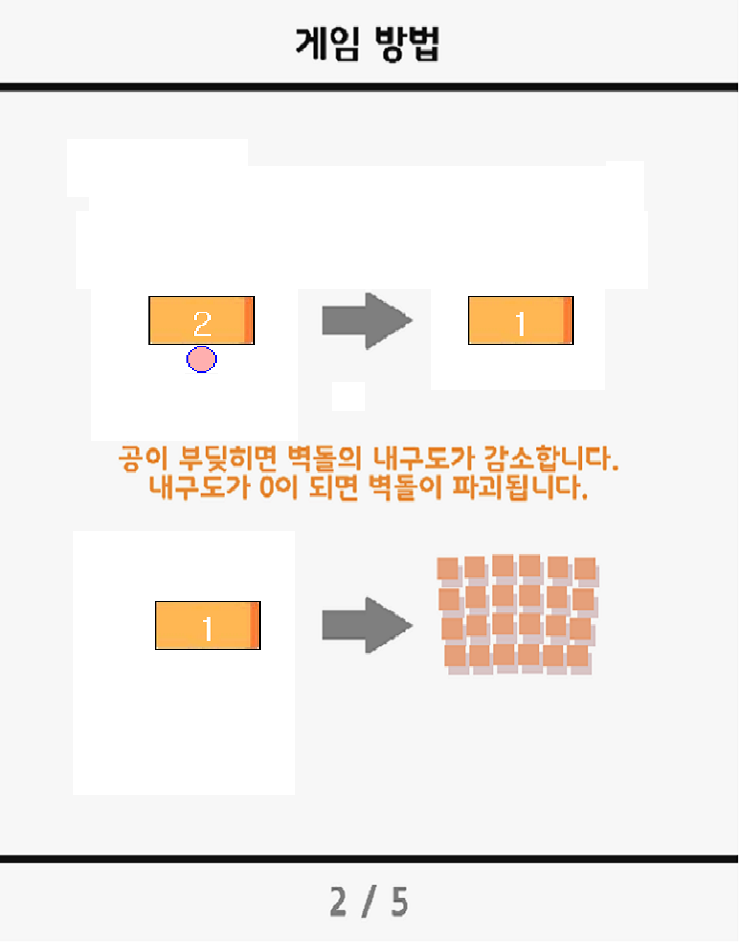 게임 방법
2
1
공이 부딪히면 벽돌의 내구도가 감소합니다.
내구도가 0이 되면 벽돌이 파괴됩니다.
1
2 / 5